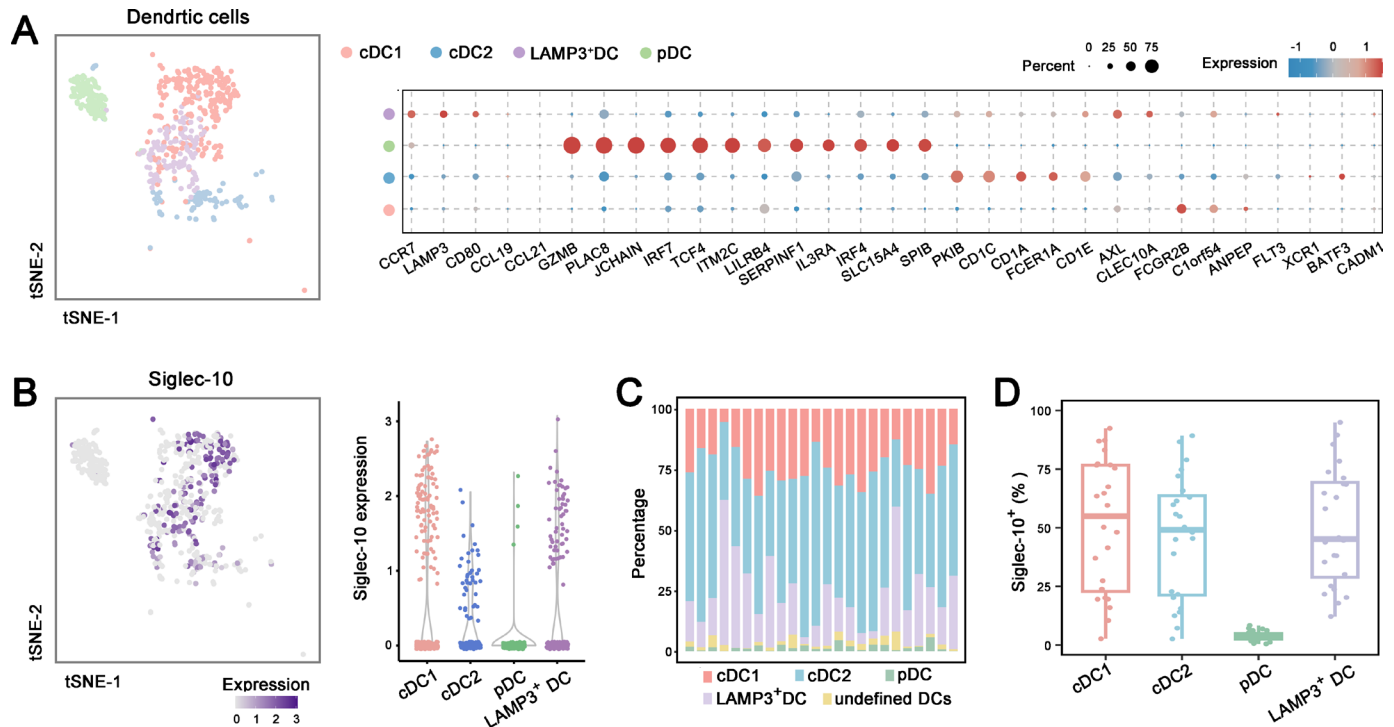 A
Dendrtic cells
tSNE-2
tSNE-1
cDC1 cDC2 LAMP3+DC pDC
Percent 0 25 50 75
Expression -1 0 1
CCR7 LAMP3 CD80 CCL19 CCL21 GZMB PLAC8 JCHAIN IRF7 TCF4 ITM2C LILRB4 SERPINF1 IL3RA IRF4 SLC15A4 SPIB PKIB CD1C CD1A FCER1A CD1E AXL CLEC10A FCGR2B C1orf54 ANPEP FLT3 XCR1 BATF3 CADM1
B
Siglec-10
tSNE-2
tSNE-1
Expression
0 1 2 3
Siglec-10 expression
3
2
1
0
cDC1 cDC2 pDC LAMP3+ DC
C
Percentage
100
75
50
25
0
cDC1 cDC2 pDC
LAMP3+DC undefined DCs
D
Siglec-10+ (%)
100
75
50
25
0
cDC1 cDC2 pDC LAMP3+ DC